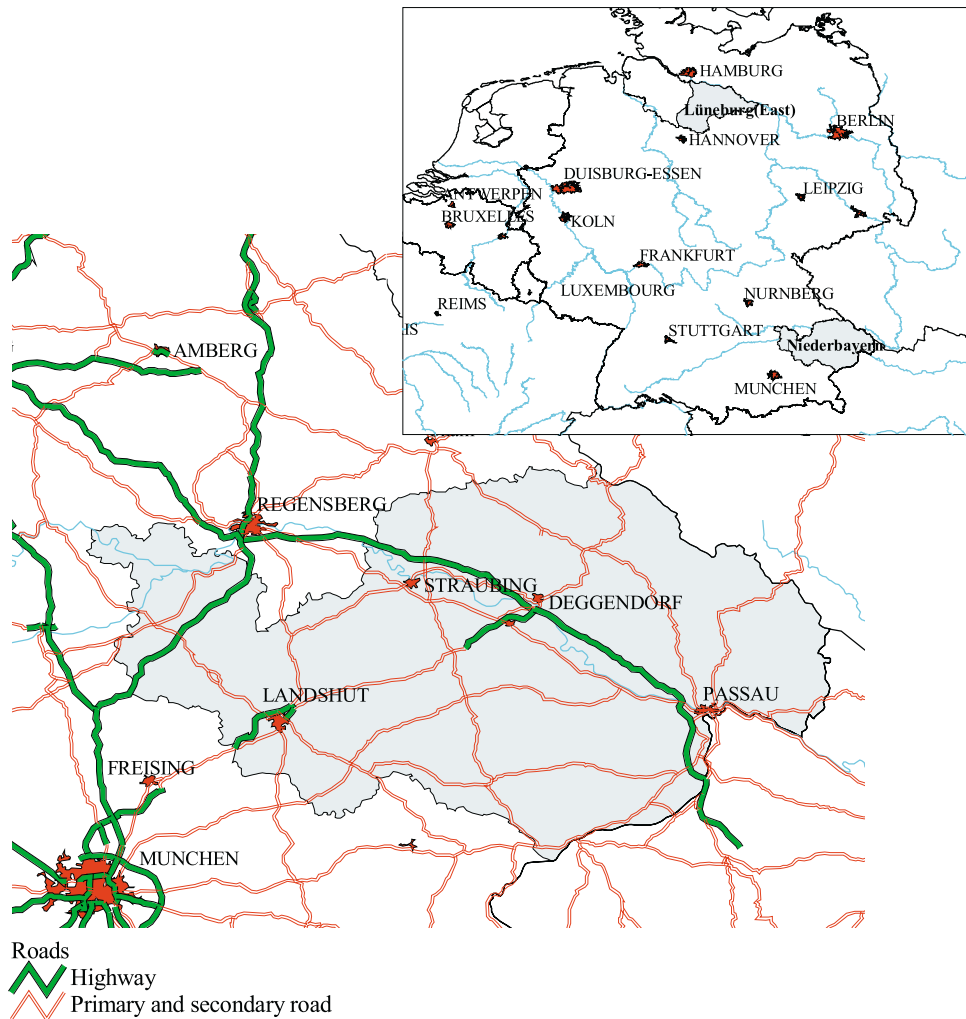 HAMBURG
Lüneburg(East)
BERLIN
HANNOVER
DUISBURG-ESSEN
LEIPZIG
ANTWERPEN
BRUXELLES
KOLN
FRANKFURT
LUXEMBOURG
NURNBERG
REIMS
IS
STUTTGART
Niederbayern
MUNCHEN
AMBERG
REGENSBERG
STRAUBING
DEGGENDORF
LANDSHUT
PASSAU
FREISING
MUNCHEN
Roads
Highway
Primary and secondary road